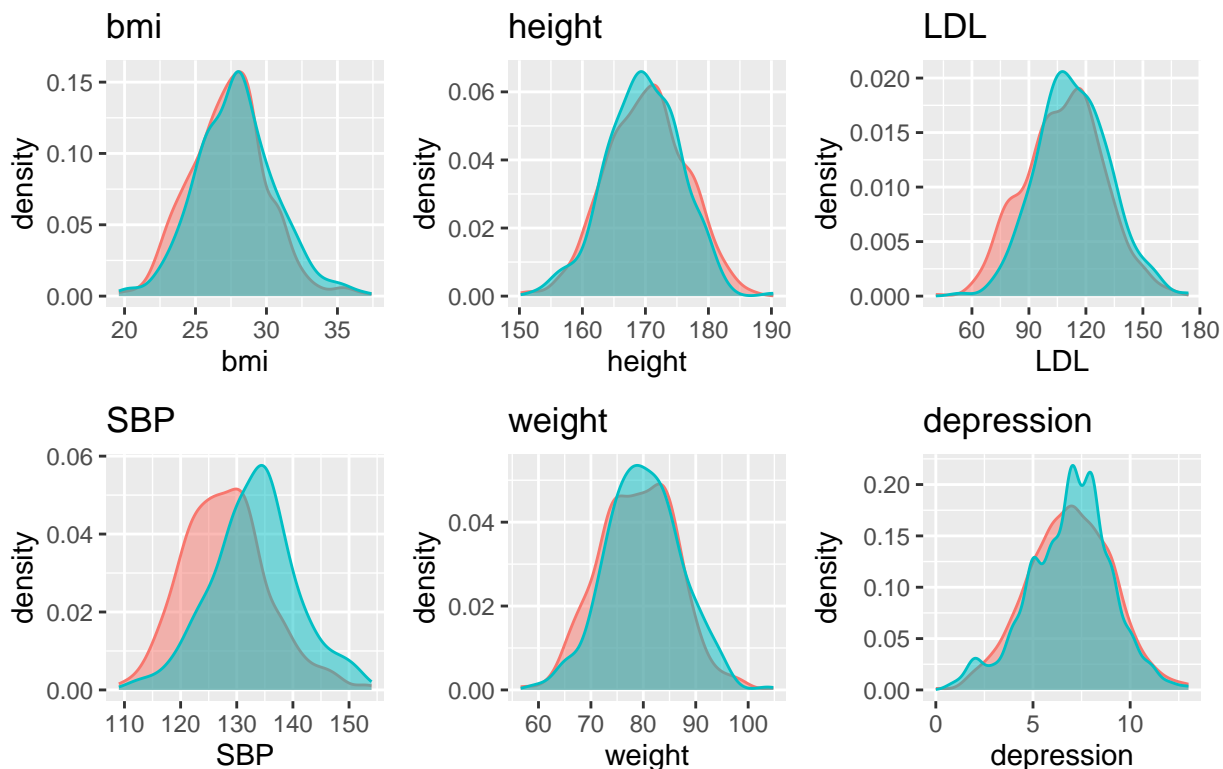 bmi
density
0.15
0.10
0.05
0.00
20 25 30 35
bmi
height
density
0.06
0.04
0.02
0.00
150 160 170 180 190
height
LDL
density
0.020
0.015
0.010
0.005
0.000
60 90 120 150 180
LDL
SBP
density
0.06
0.04
0.02
0.00
110 120 130 140 150
SBP
weight
density
0.04
0.02
0.00
60 70 80 90 100
weight
depression
density
0.20
0.15
0.10
0.05
0.00
0 5 10
depression